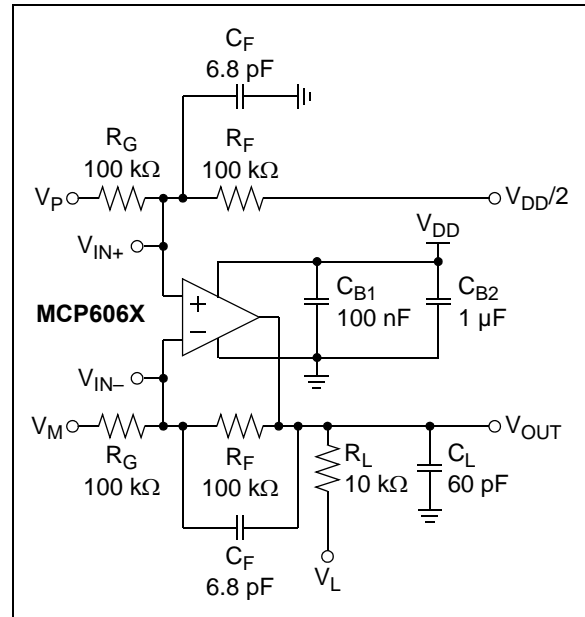 C_F
6.8 pF
R_G
100 kΩ
R_F
100 kΩ
V_P
V_DD/2
V_IN+
V_DD
MCP606X
C_B1
100 nF
C_B2
1 µF
V_IN–
V_M
V_OUT
R_G
100 kΩ
R_F
100 kΩ
R_L
10 kΩ
C_L
60 pF
C_F
6.8 pF
V_L